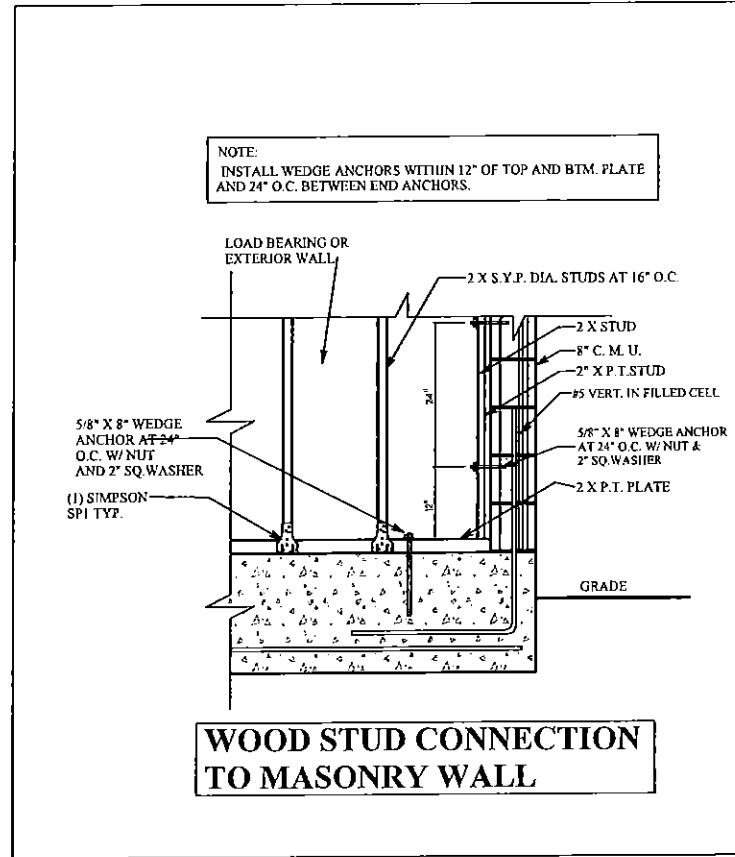 NOTE:
INSTALL WEDGE ANCHORS WITHIN 12" OF TOP AND BTM. PLATE
AND 24" O.C. BETWEEN END ANCHORS.
LOAD BEARING OR
EXTERIOR WALL
2 X S.Y.P. DIA. STUDS AT 16" O.C.
2 X STUD
8" C. M. U.
2" X P.T.STUD
#5 VERT. IN FILLED CELL
24"
5/8" X 8" WEDGE
ANCHOR AT 24"
O.C. W/ NUT
AND 2" SQ.WASHER
5/8" X 8" WEDGE ANCHOR
AT 24" O.C. W/ NUT &
2" SQ.WASHER
2 X P.T. PLATE
12"
(1) SIMPSON
SP1 TYP.
GRADE
WOOD STUD CONNECTION
TO MASONRY WALL